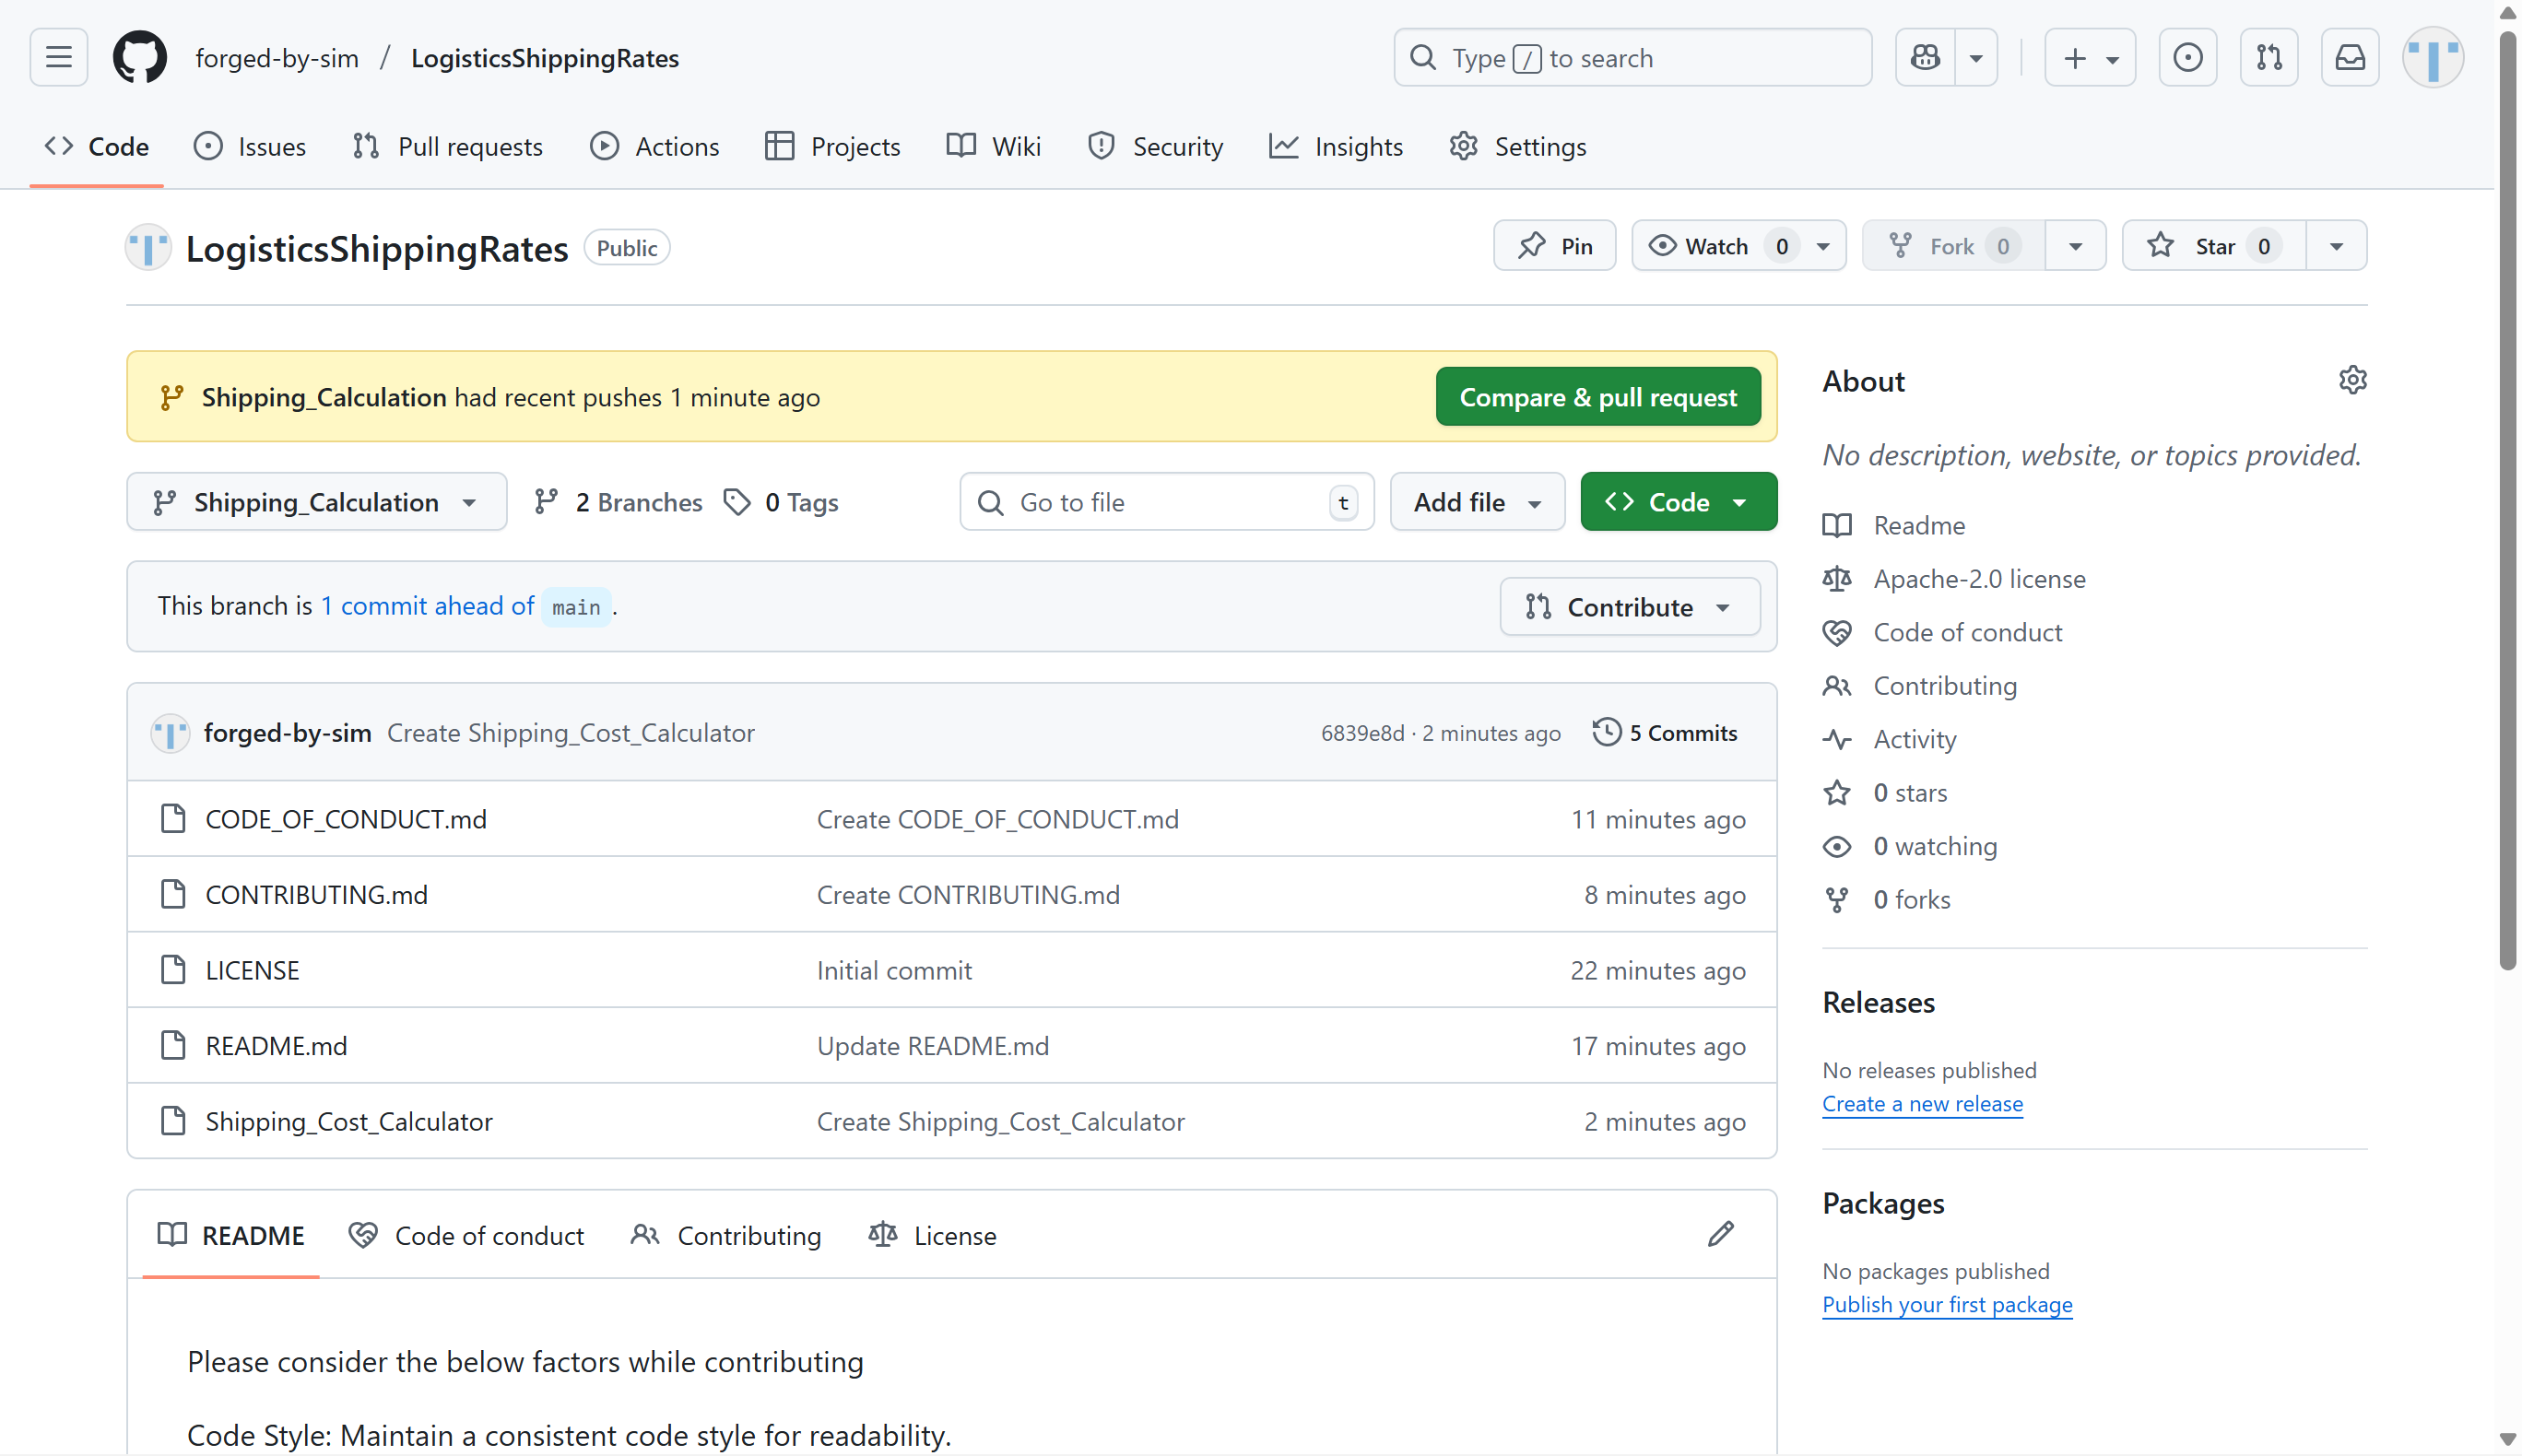 forged-by-sim / LogisticsShippingRates
Type / to search
Code Issues Pull requests Actions Projects Wiki Security Insights Settings
LogisticsShippingRates Public
Pin Watch 0 Fork 0 Star 0
Shipping_Calculation had recent pushes 1 minute ago
Compare & pull request
Shipping_Calculation 2 Branches 0 Tags
Go to file t Add file Code
This branch is 1 commit ahead of main .
Contribute
forged-by-sim Create Shipping_Cost_Calculator 6839e8d · 2 minutes ago 5 Commits
CODE_OF_CONDUCT.md Create CODE_OF_CONDUCT.md 11 minutes ago
CONTRIBUTING.md Create CONTRIBUTING.md 8 minutes ago
LICENSE Initial commit 22 minutes ago
README.md Update README.md 17 minutes ago
Shipping_Cost_Calculator Create Shipping_Cost_Calculator 2 minutes ago
README Code of conduct Contributing License
Please consider the below factors while contributing
Code Style: Maintain a consistent code style for readability.
About
No description, website, or topics provided.
Readme
Apache-2.0 license
Code of conduct
Contributing
Activity
0 stars
0 watching
0 forks
Releases
No releases published
Create a new release
Packages
No packages published
Publish your first package